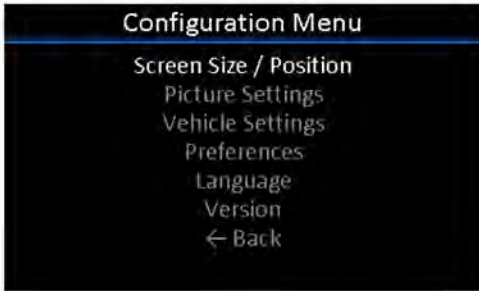 Configuration Menu
Screen Size / Position
Picture Settings
Vehicle Settings
Preferences
Language
Version
← Back